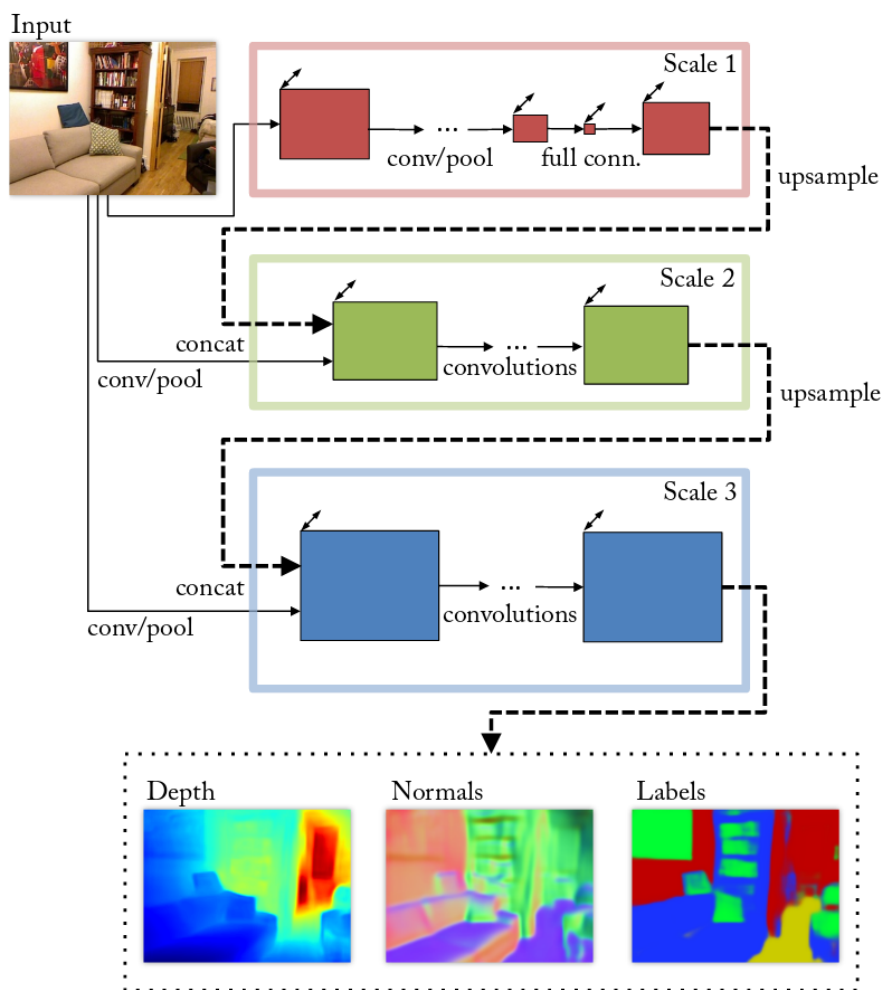 Input
Scale 1
conv/pool
full conn.
upsample
Scale 2
concat
conv/pool
convolutions
upsample
Scale 3
concat
conv/pool
convolutions
Depth
Normals
Labels